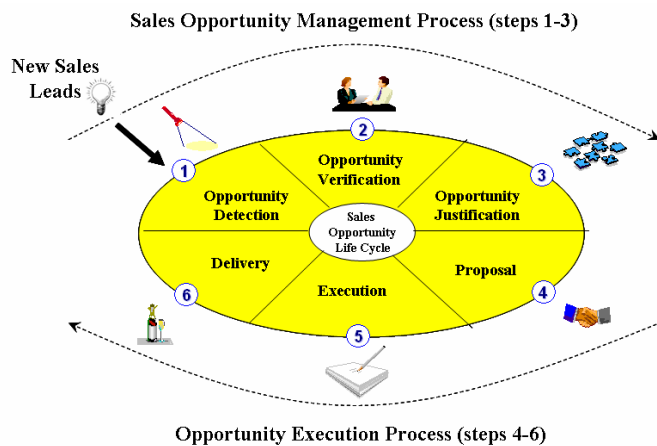 Sales Opportunity Management Process (steps 1-3)
New Sales
Leads
1
Opportunity
Detection
2
Opportunity
Verification
3
Opportunity
Justification
Sales
Opportunity
Life Cycle
4
Proposal
5
Execution
6
Delivery
Opportunity Execution Process (steps 4-6)